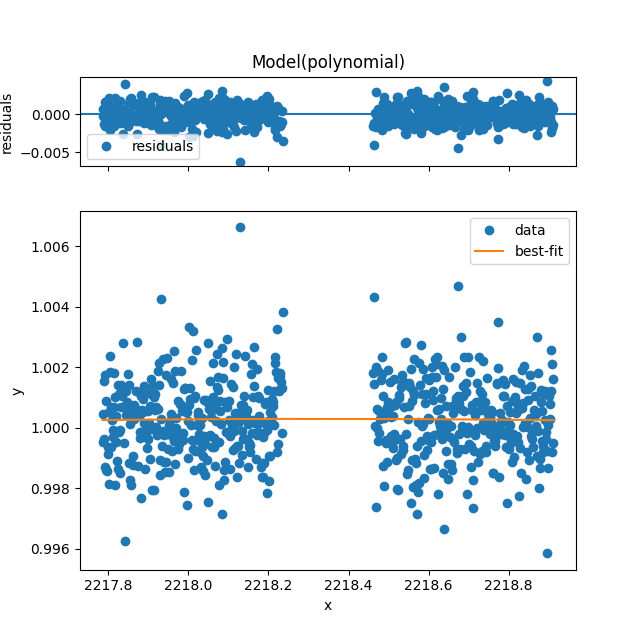 Model(polynomial)
residuals
0.000
−0.005
residuals
y
1.006
1.004
1.002
1.000
0.998
0.996
data
best-fit
2217.8 2218.0 2218.2 2218.4 2218.6 2218.8
x